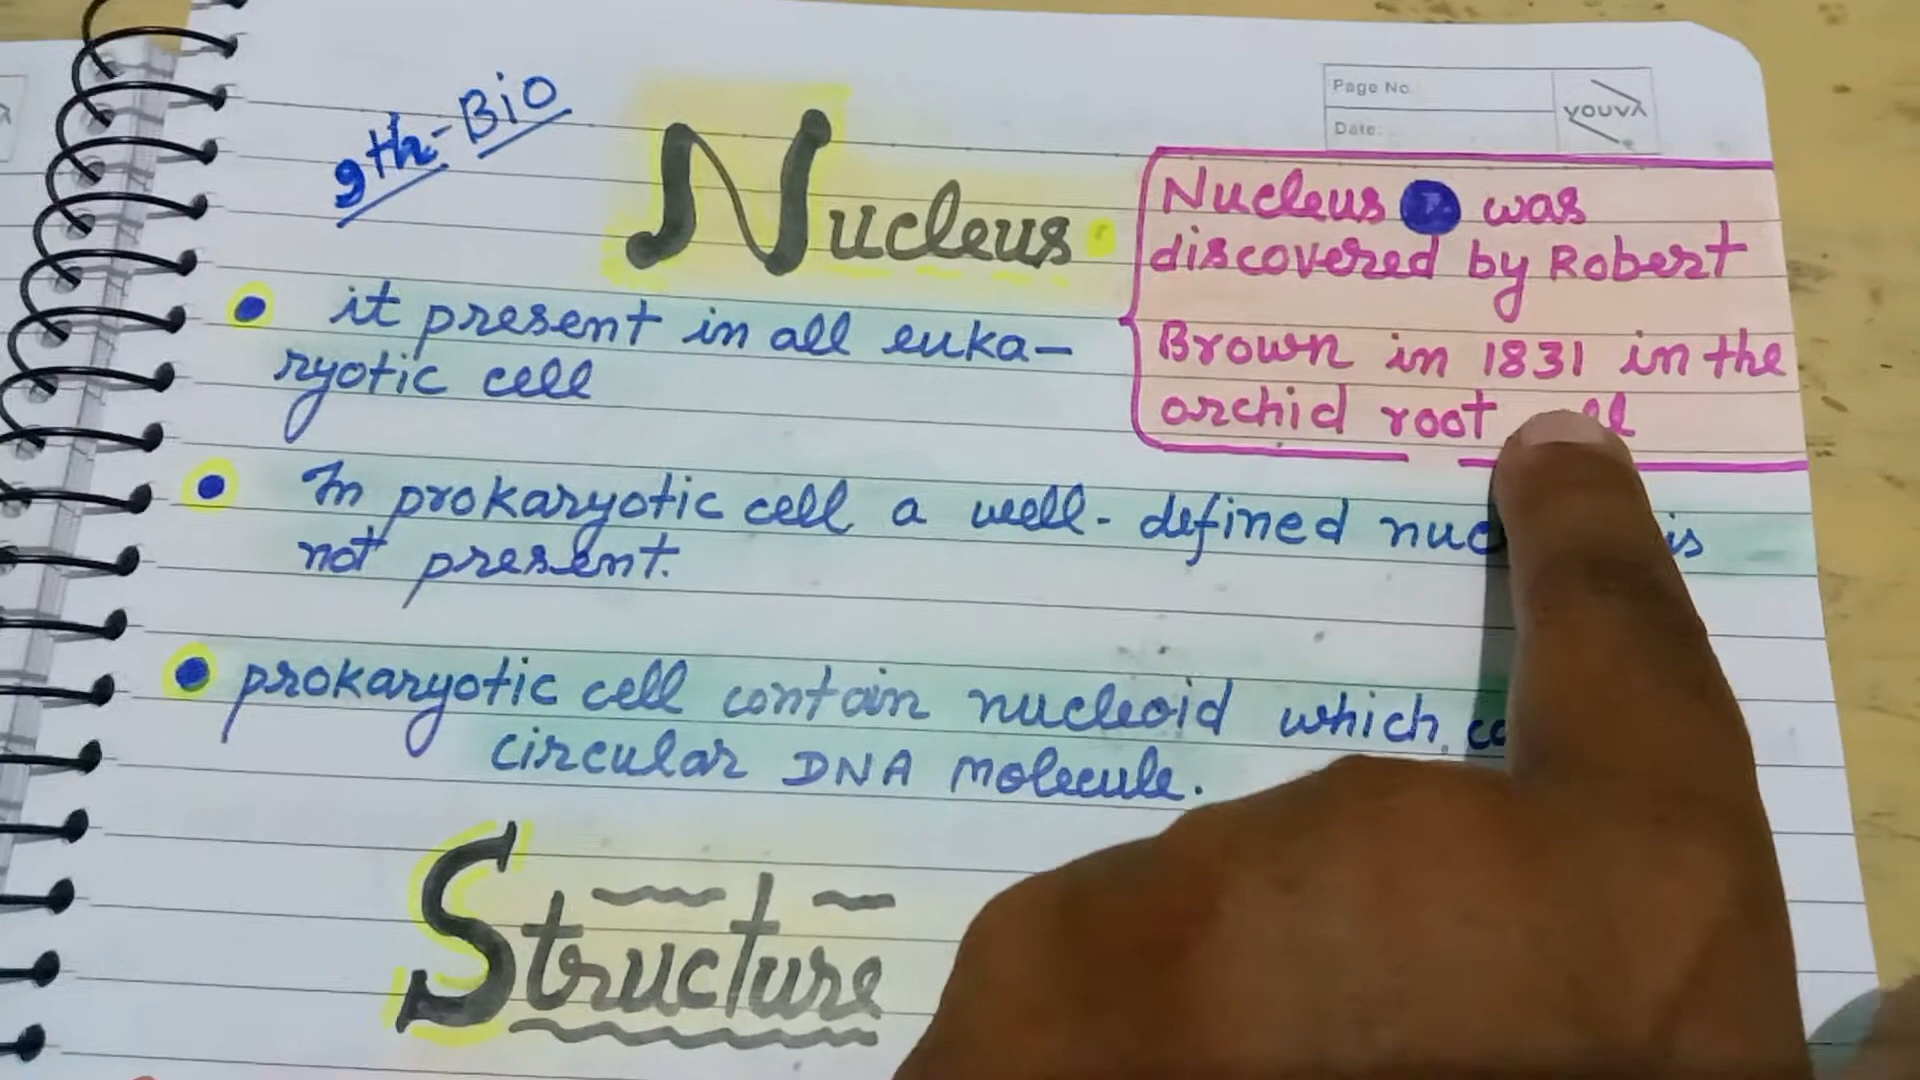 9th-Bio
Page No.
Date:
youva
Nucleus
Nucleus was
discovered by Robert
Brown in 1831 in the
orchid root
it present in all euka-
ryotic cell
In prokaryotic cell a well-defined is
not present.
prokaryotic cell contain nucleoid which
circular DNA molecule.
Structure